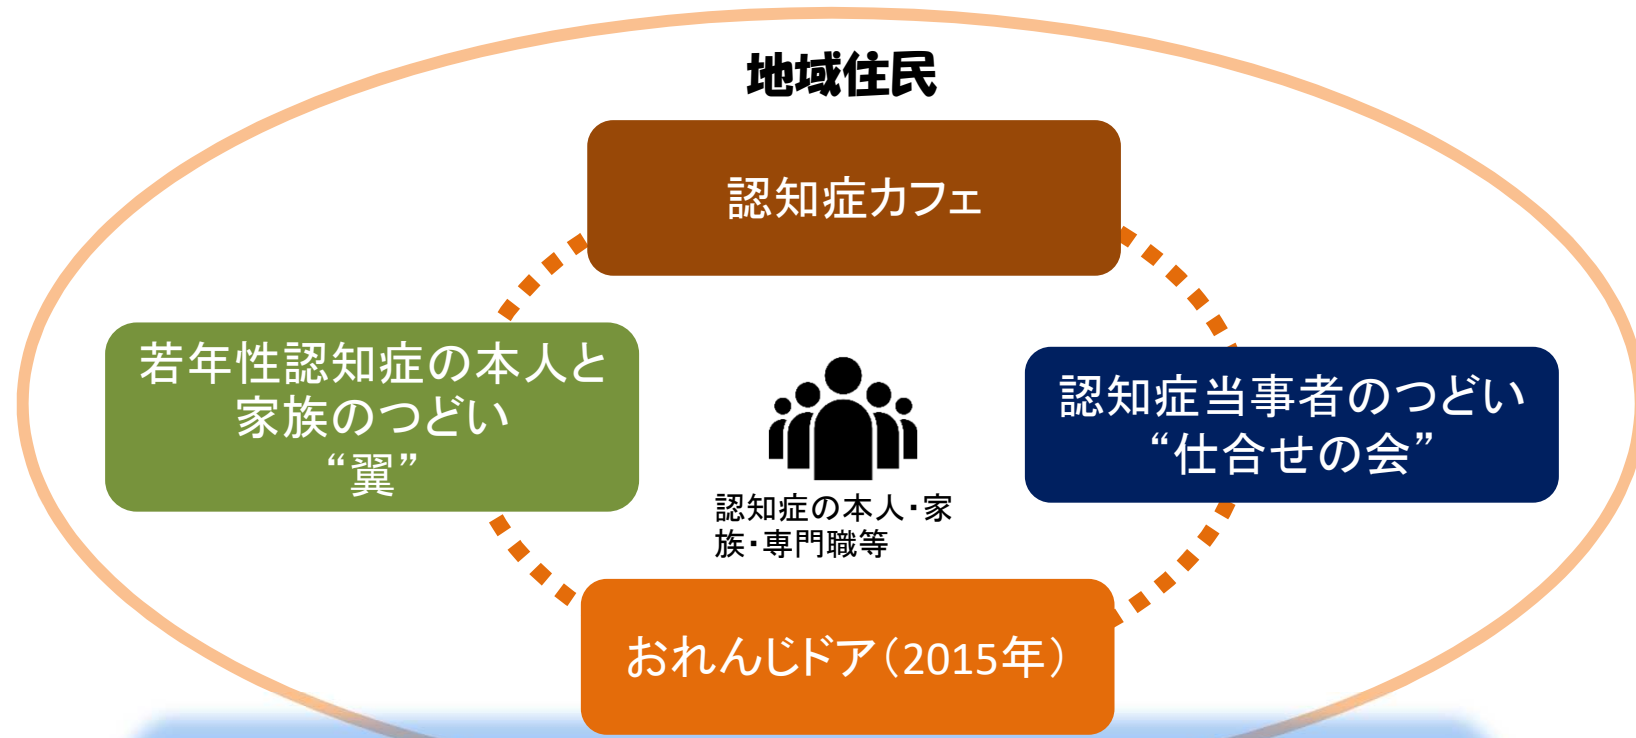 地域住民
認知症カフェ
若年性認知症の本人と
家族のつどい
“翼”
認知症当事者のつどい
“仕合せの会”
認知症の本人・家
族・専門職等
おれんじドア（2015年）